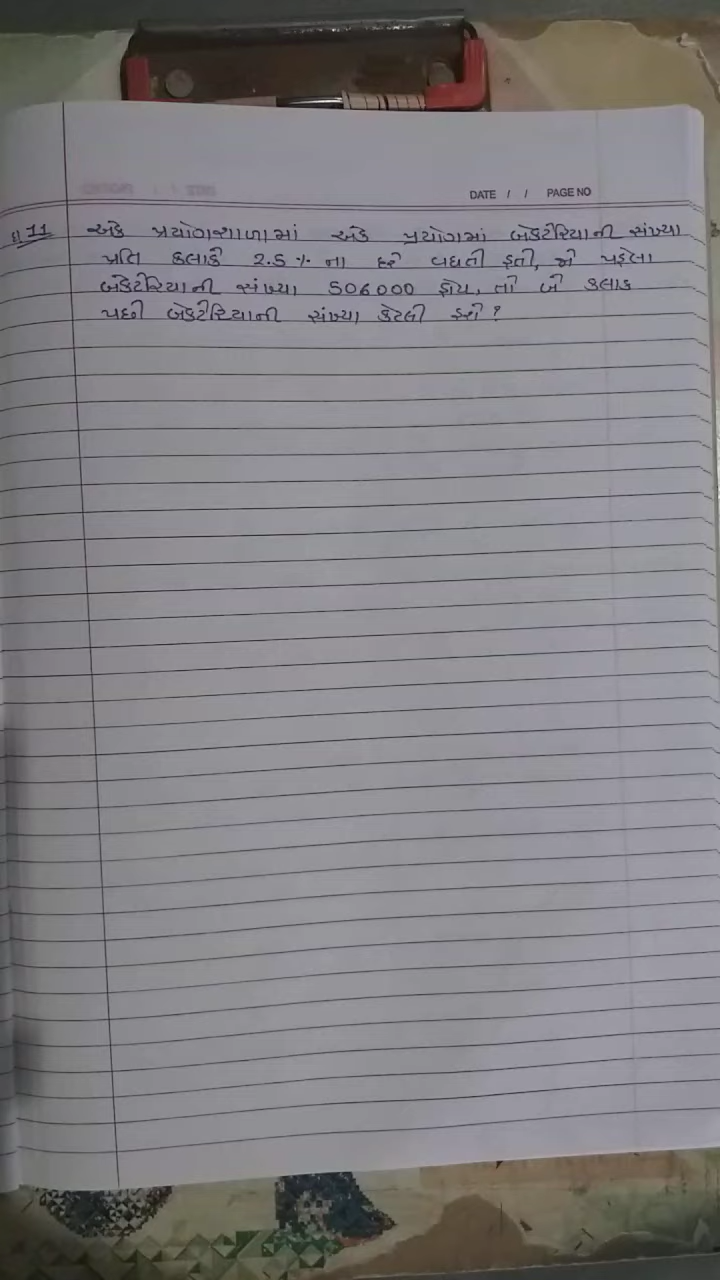 DATE / / PAGE NO
દા 11 એક પ્રયોગશાળામાં એક પ્રયોગમાં બેક્ટેરિયાની સંખ્યા
પ્રતિ કલાકે 2.5 % ના દરે વધતી હતી, જો પહેલા
બેક્ટેરિયાની સંખ્યા 506000 હોય, તો બે કલાક
પછી બેક્ટેરિયાની સંખ્યા કેટલી હશે ?